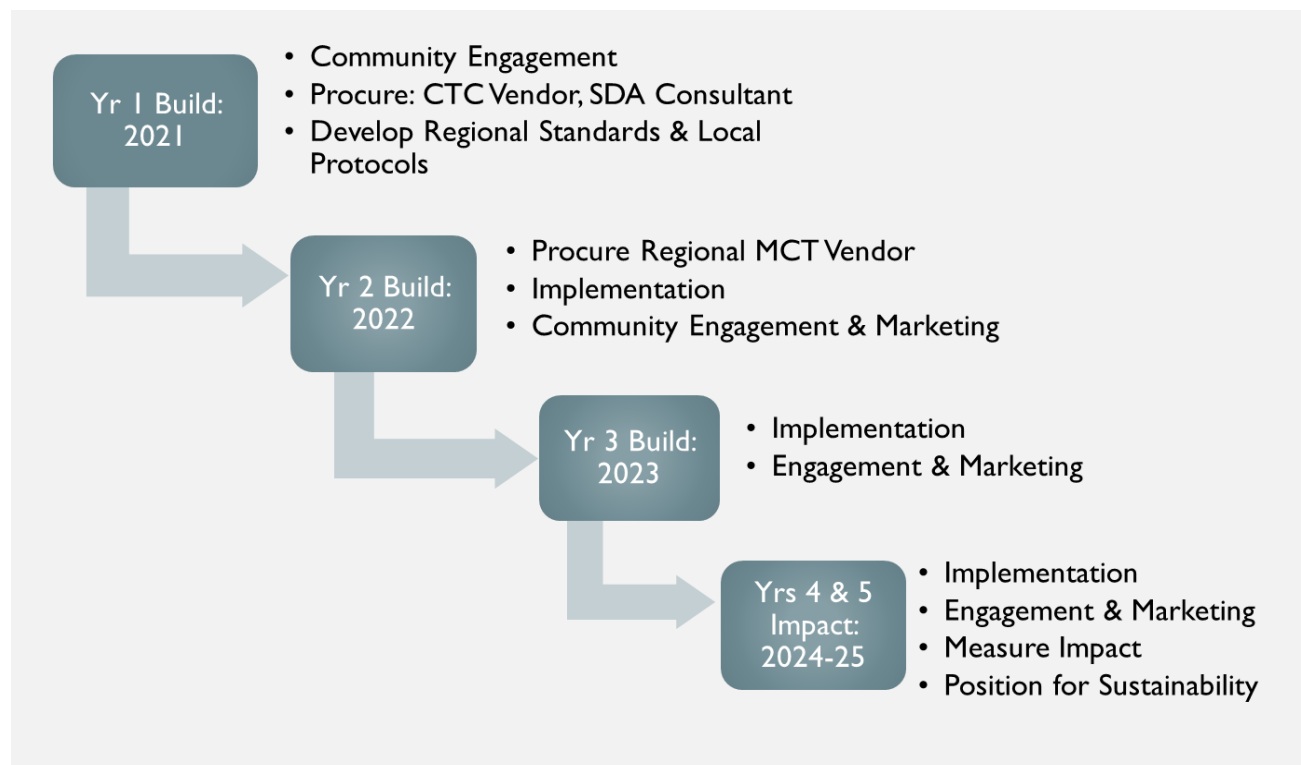 Yr 1 Build:
2021
• Community Engagement
• Procure: CTC Vendor, SDA Consultant
• Develop Regional Standards & Local
Protocols
Yr 2 Build:
2022
• Procure Regional MCT Vendor
• Implementation
• Community Engagement & Marketing
Yr 3 Build:
2023
• Implementation
• Engagement & Marketing
Yrs 4 & 5
Impact:
2024-25
• Implementation
• Engagement & Marketing
• Measure Impact
• Position for Sustainability